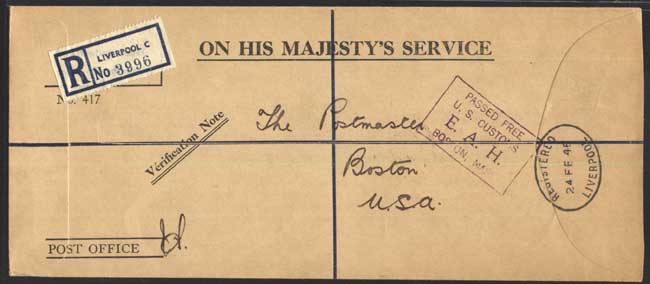 LIVERPOOL C
R No 3996
ON HIS MAJESTY'S SERVICE
No. 417
Verification Note
The Postmaster
Boston
U.S.A.
PASSED FREE
U. S. CUSTOMS
E. A. H.
BOSTON, MASS.
REGISTERED
24 FE 48
LIVERPOOL
POST OFFICE